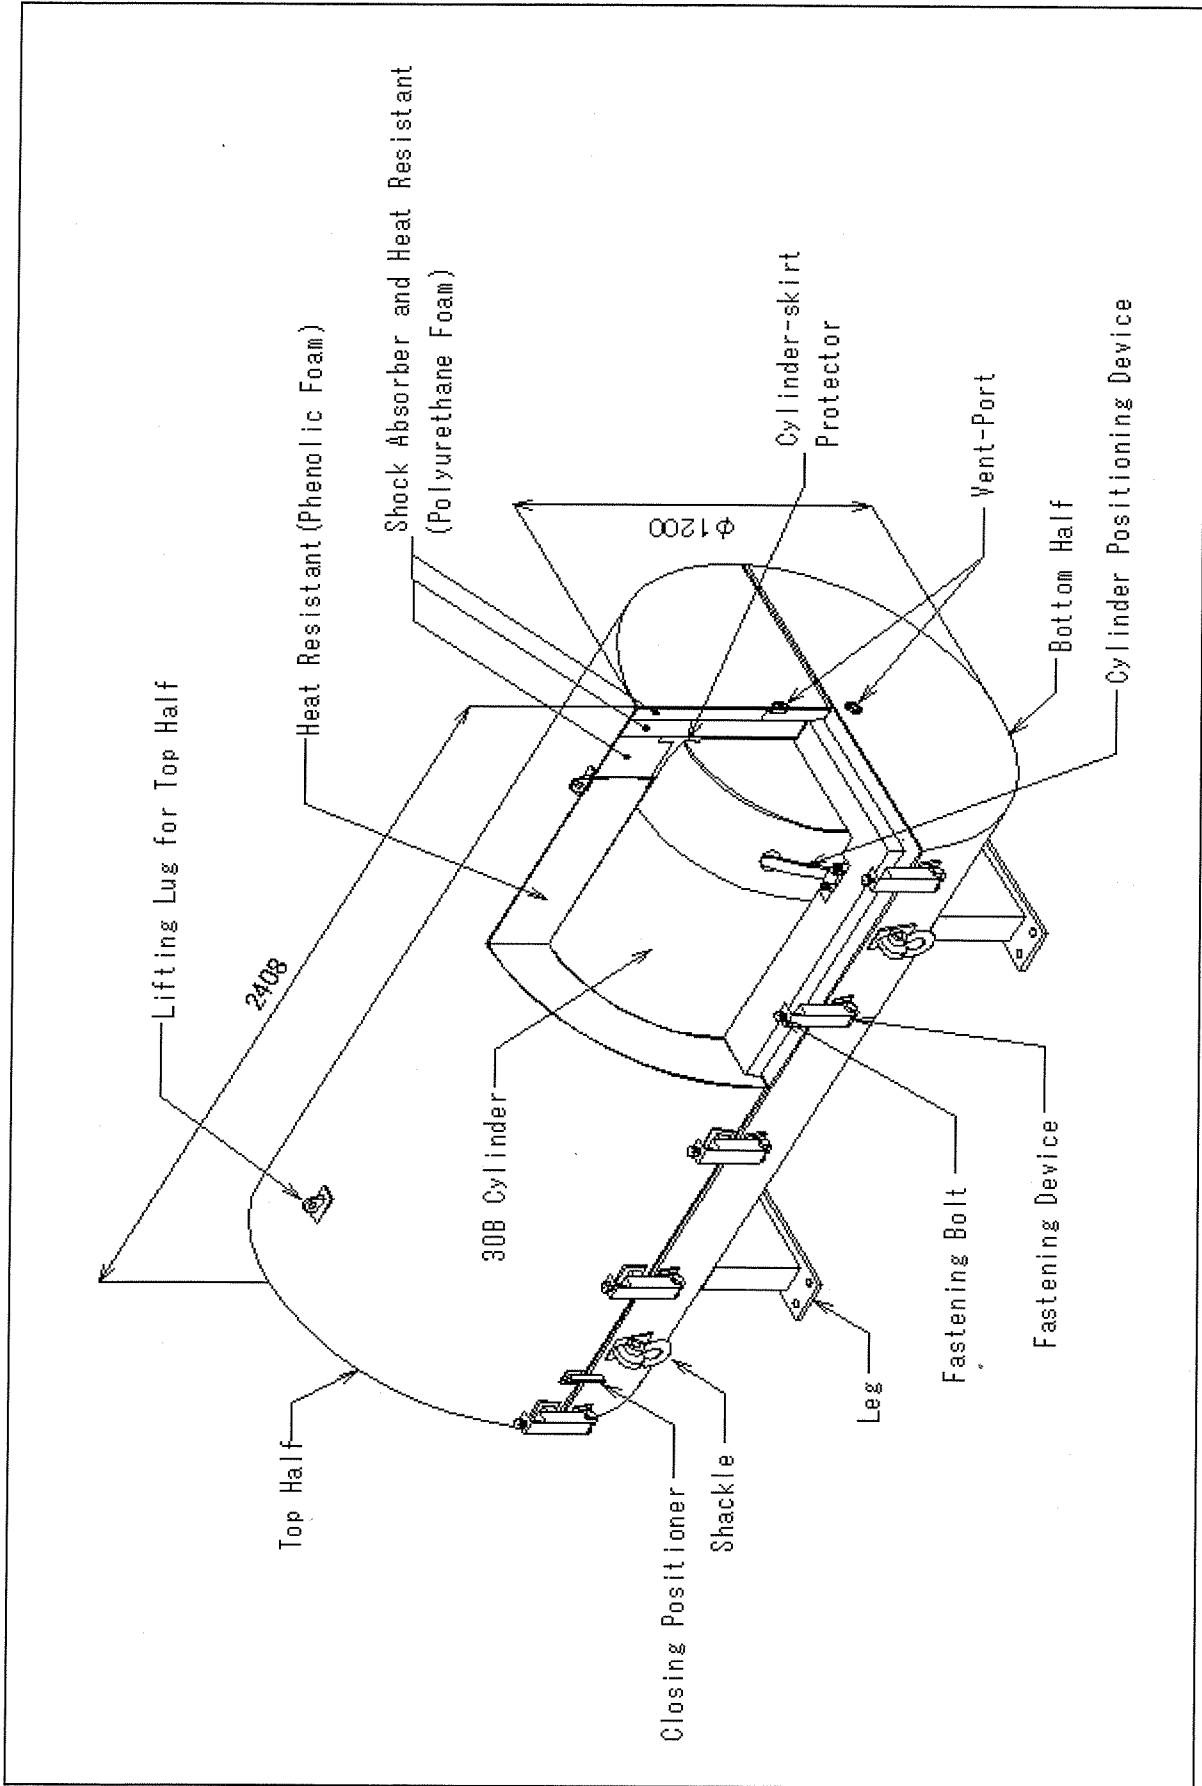 Lifting Lug for Top Half
2408
Top Half
Heat Resistant(Phenolic Foam)
Shock Absorber and Heat Resistant
(Polyurethane Foam)
φ1200
Cylinder-skirt
Protector
Vent-Port
Bottom Half
Cylinder Positioning Device
30B Cylinder
Closing Positioner
Shackle
Leg
Fastening Bolt
Fastening Device